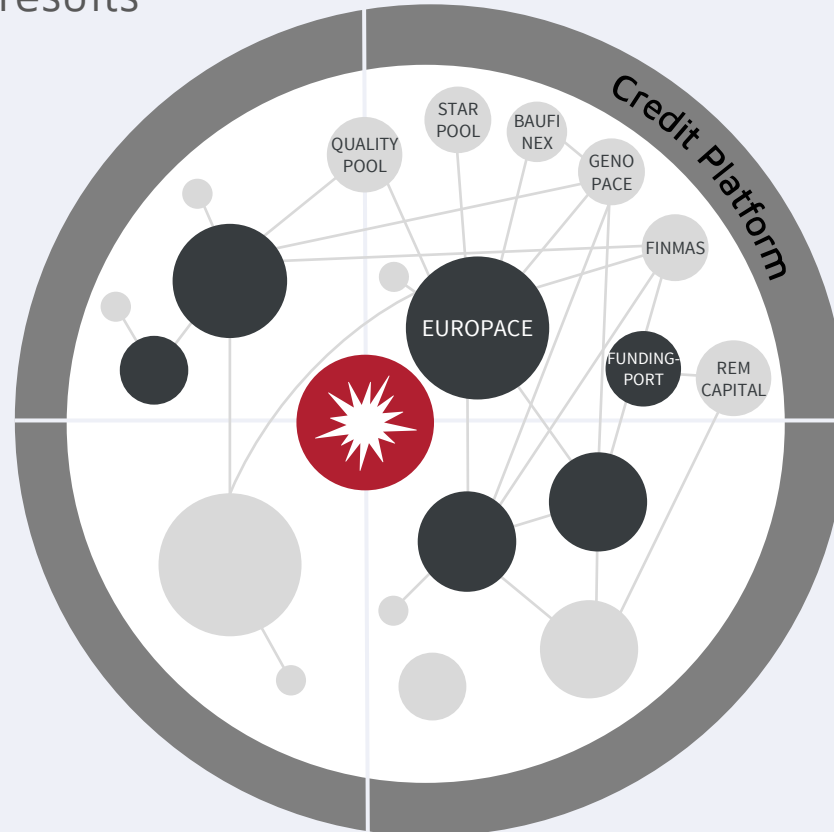 results
Credit Platform
STAR
POOL
BAUFI
NEX
QUALITY
POOL
GENO
PACE
FINMAS
EUROPACE
FUNDING-
PORT
REM
CAPITAL